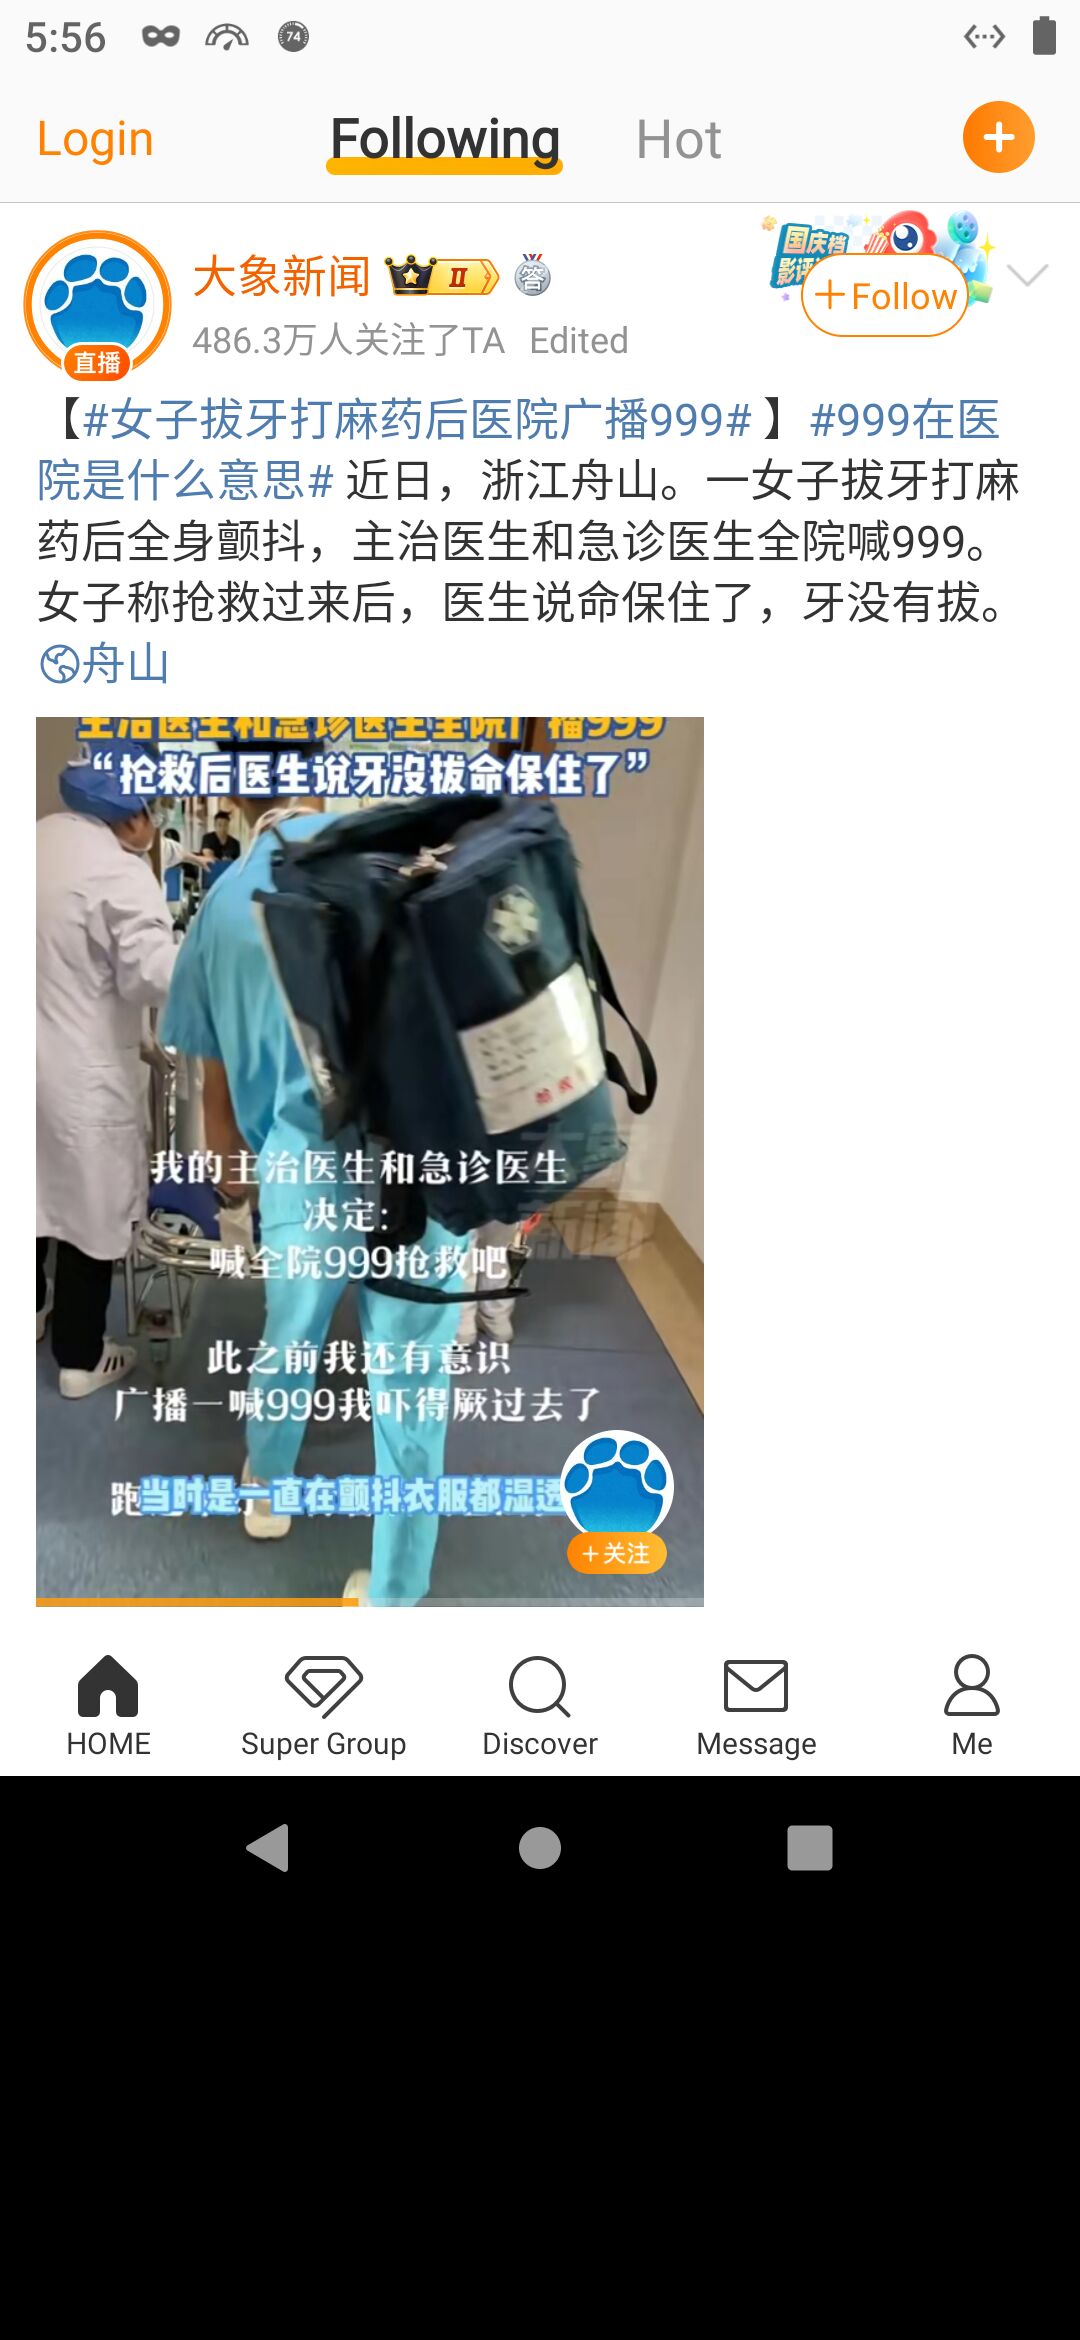 5:56
74
Login
Following
Hot
大象新闻
II
答
国庆档
+Follow
直播
486.3万人关注了TA Edited
【#女子拔牙打麻药后医院广播999# 】 #999在医
院是什么意思# 近日，浙江舟山。一女子拔牙打麻
药后全身颤抖，主治医生和急诊医生全院喊999。
女子称抢救过来后，医生说命保住了，牙没有拔。
舟山
主治医生和急诊医生全院广播999
“抢救后医生说牙没拔命保住了”
我的主治医生和急诊医生
决定:
喊全院999抢救吧
此之前我还有意识
广播一喊999我吓得厥过去了
跑
当时是一直在颤抖衣服都湿透
+关注
HOME
Super Group
Discover
Message
Me